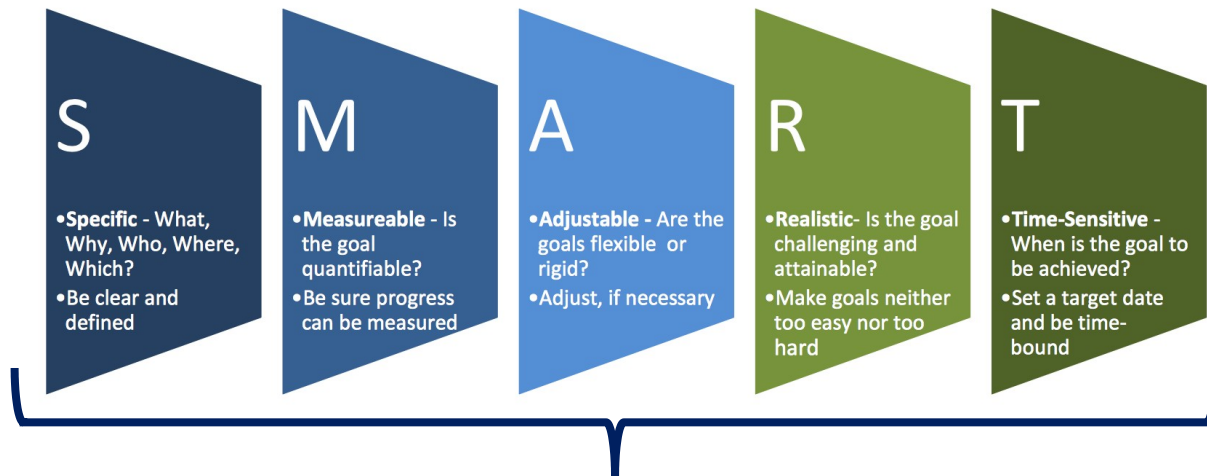 S
•Specific - What,
Why, Who, Where,
Which?
•Be clear and
defined
M
•Measureable - Is
the goal
quantifiable?
•Be sure progress
can be measured
A
•Adjustable - Are the
goals flexible or
rigid?
•Adjust, if necessary
R
•Realistic- Is the goal
challenging and
attainable?
•Make goals neither
too easy nor too
hard
T
•Time-Sensitive -
When is the goal to
be achieved?
•Set a target date
and be time-
bound